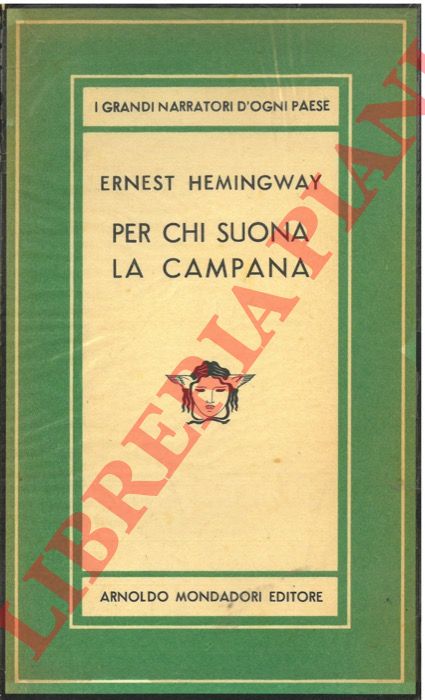 I GRANDI NARRATORI D'OGNI PAESE
ERNEST HEMINGWAY
PER CHI SUONA
LA CAMPANA
ARNOLDO MONDADORI EDITORE
LIBRERIA PIANI